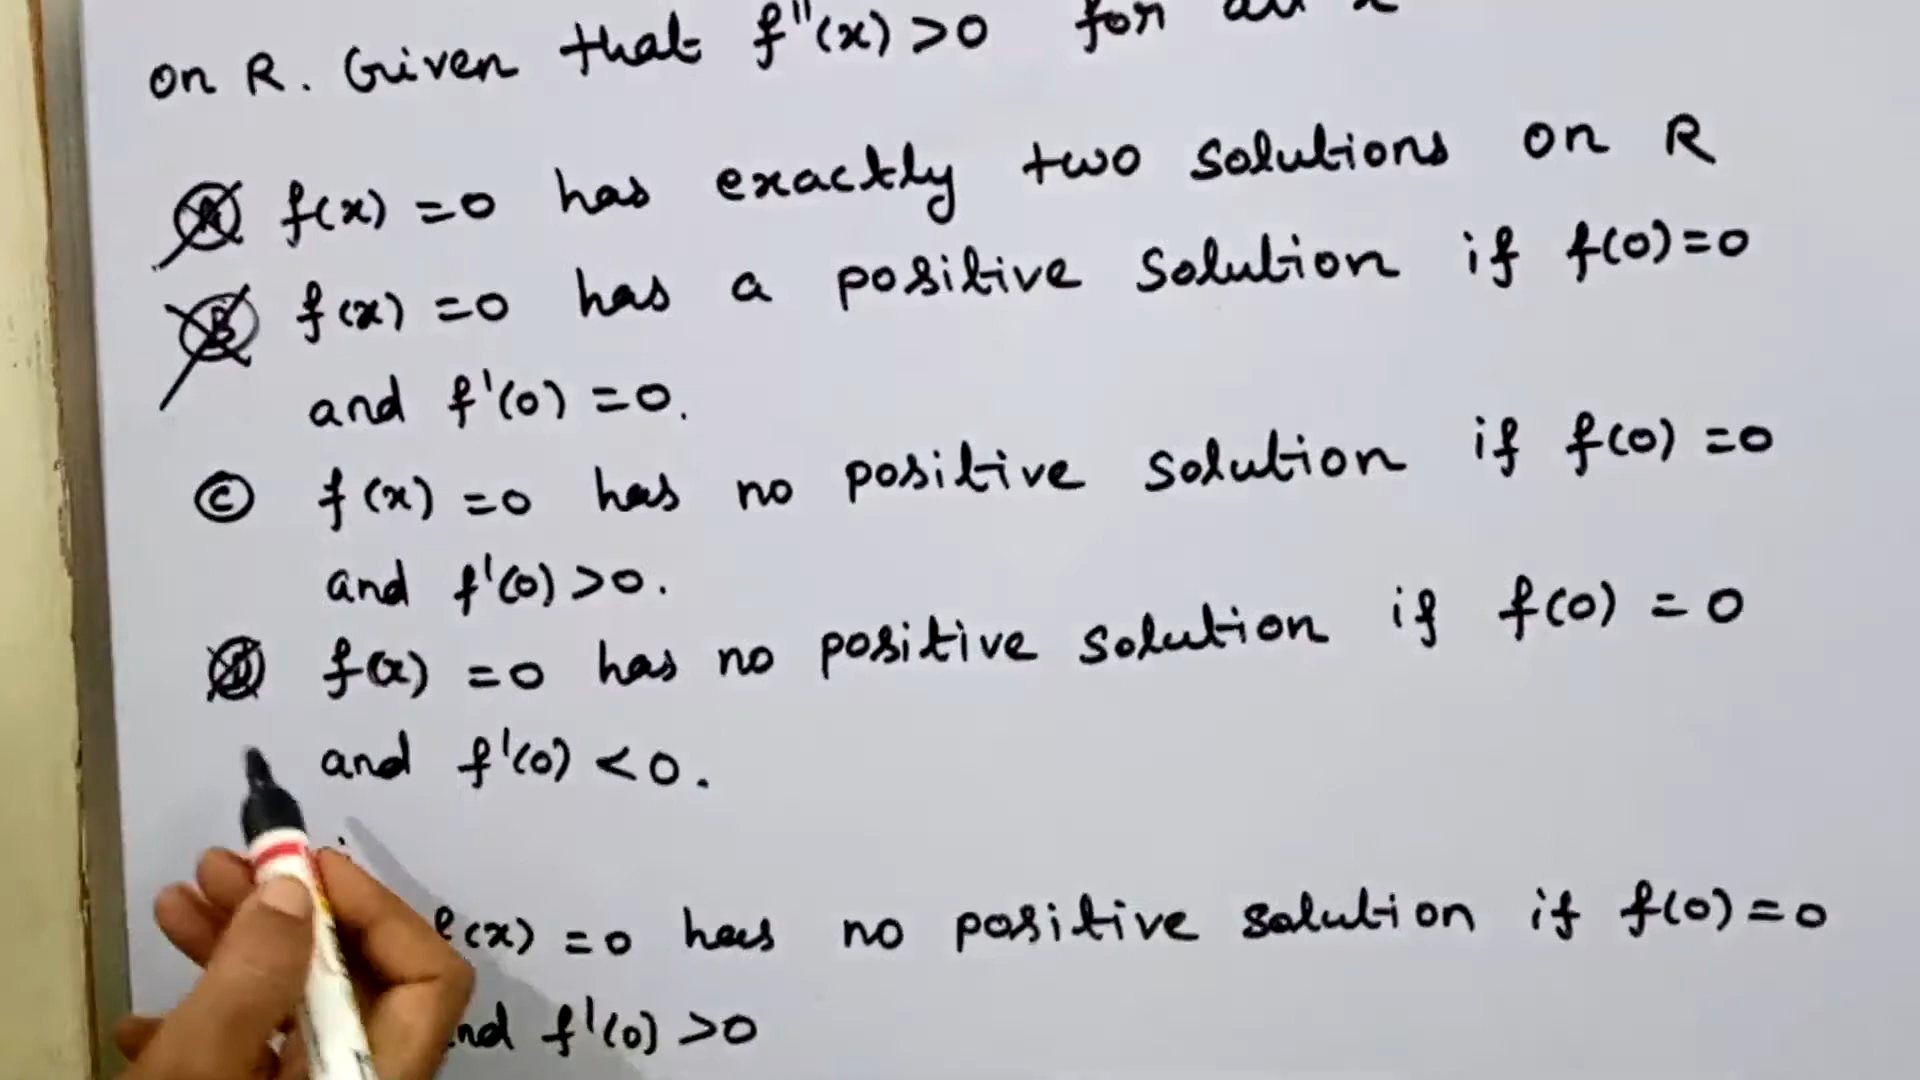 on R. Given that f''(x) >0 for all x
Ⓐ f(x) =0 has exactly two solutions on R
Ⓑ f(x) =0 has a positive solution if f(0)=0
and f'(0) =0.
Ⓒ f(x) =0 has no positive solution if f(0) =0
and f'(0) >0.
Ⓓ f(x) =0 has no positive solution if f(0) =0
and f'(0) <0.
f(x) =0 has no positive solution if f(0)=0
and f'(0) >0